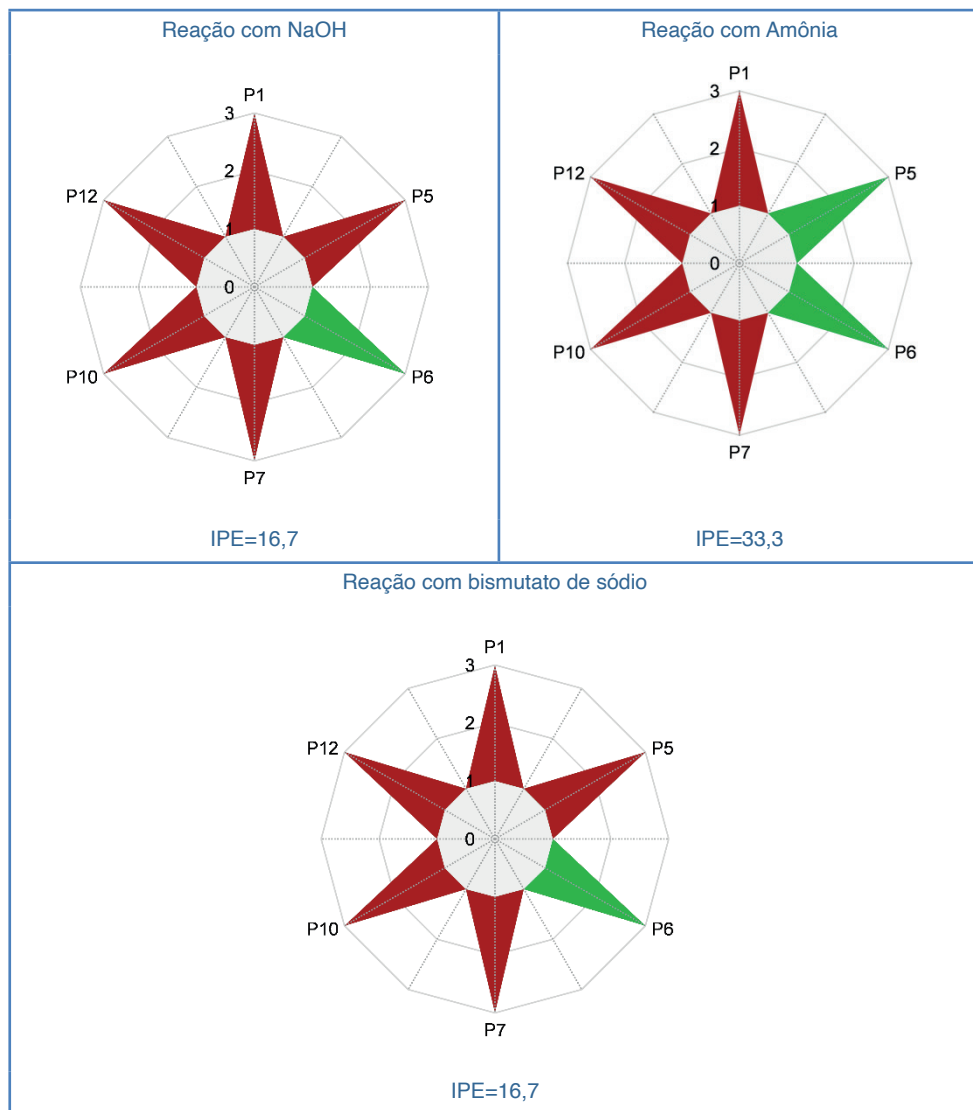 Reação com NaOH
P1
3
2
P12
P5
1
0
P10
P6
P7
IPE=16,7
Reação com Amônia
P1
3
2
P12
P5
1
0
P10
P6
P7
IPE=33,3
Reação com bismutato de sódio
P1
3
2
P12
P5
1
0
P10
P6
P7
IPE=16,7